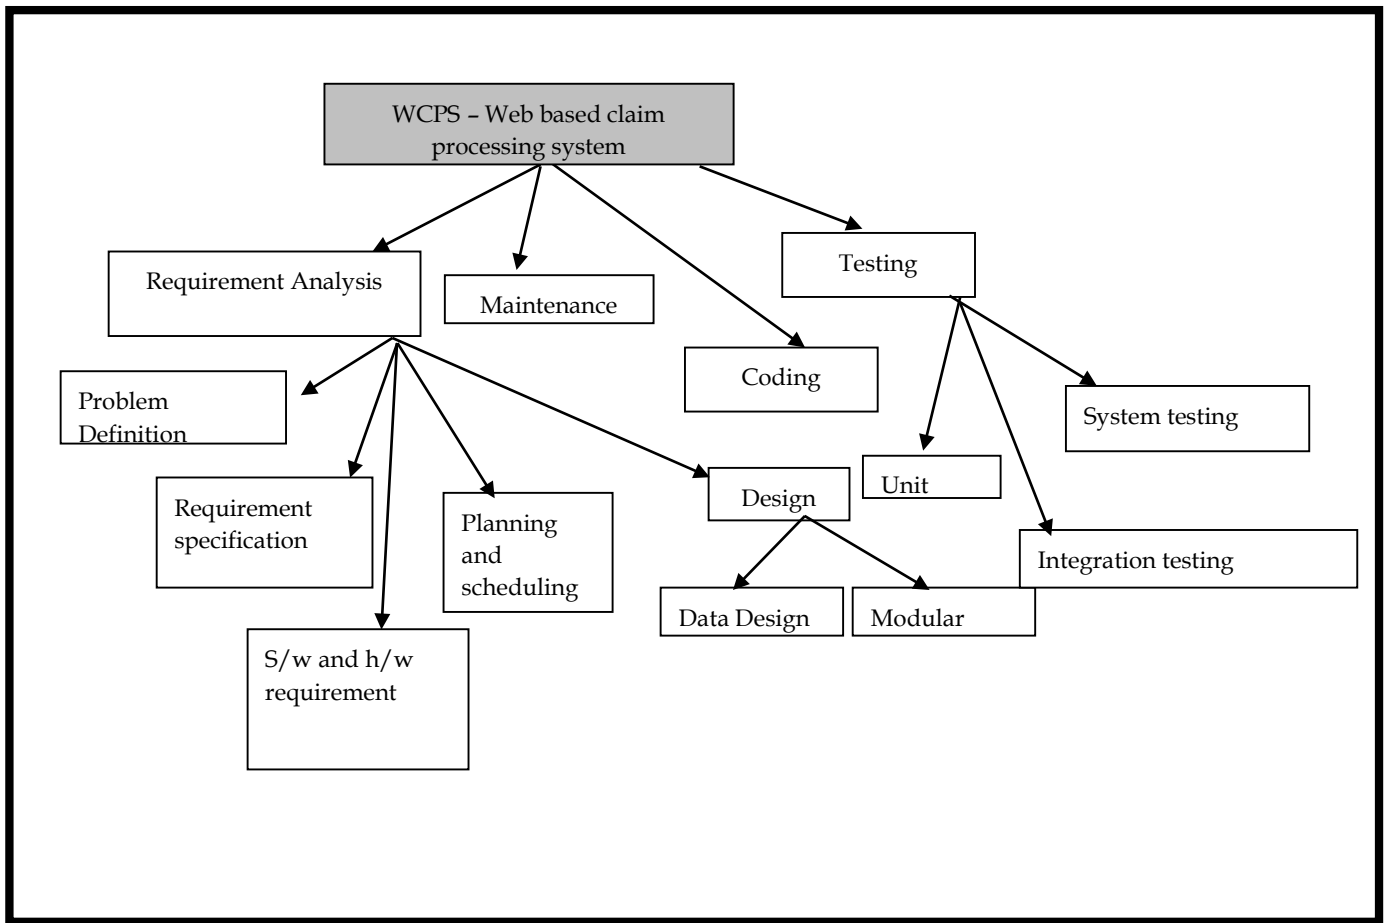 WCPS – Web based claim
processing system
Testing
Requirement Analysis
Maintenance
Coding
Problem
Definition
System testing
Unit
Design
Requirement
specification
Planning
and
scheduling
Integration testing
Data Design
Modular
S/w and h/w
requirement